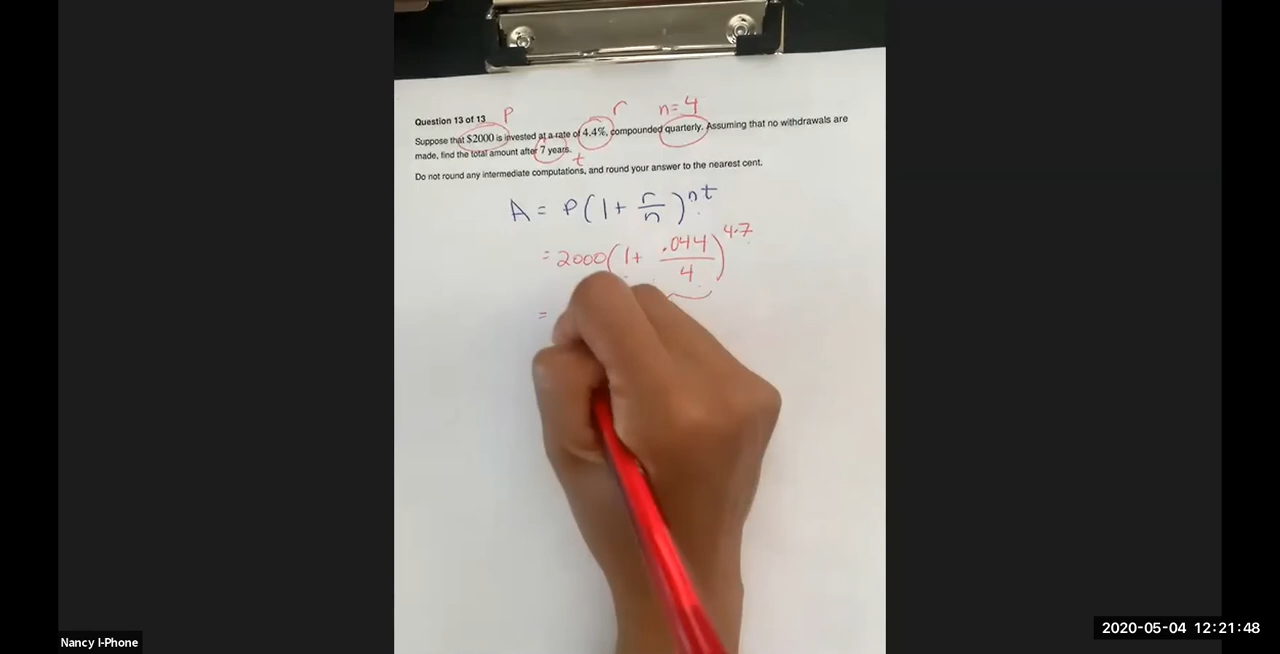 P r n=4
Question 13 of 13
Suppose that $2000 is invested at a rate of 4.4%, compounded quarterly. Assuming that no withdrawals are
made, find the total amount after 7 years.
t
Do not round any intermediate computations, and round your answer to the nearest cent.
A = P(1+ r/n)^nt
= 2000(1+ .044/4)^4·7
=
Nancy I-Phone
2020-05-04 12:21:48